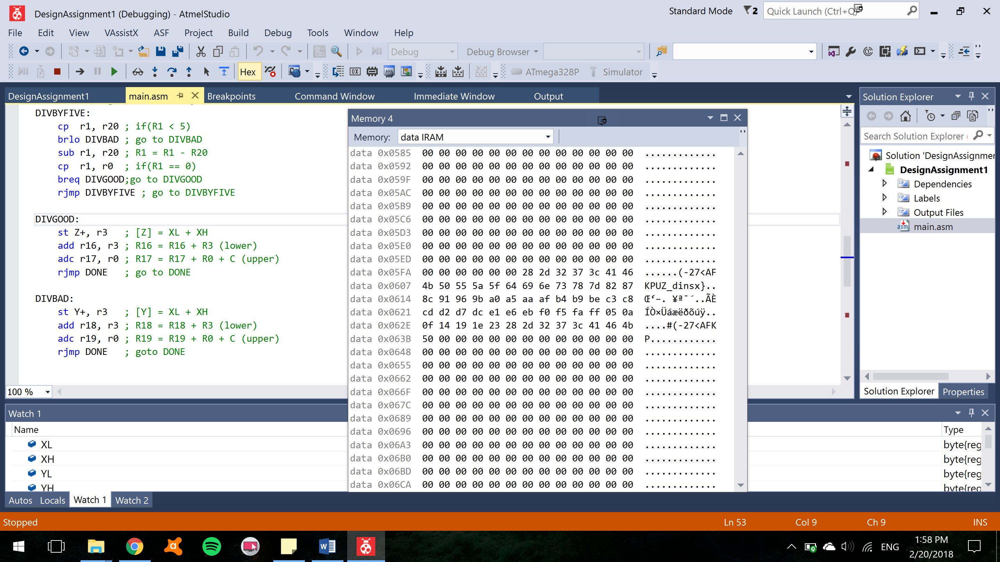 DesignAssignment1 (Debugging) - AtmelStudio
Standard Mode
2
Quick Launch (Ctrl+Q)
File Edit View VAssistX ASF Project Build Debug Tools Window Help
Debug
Debug Browser
Hex
ATmega328P
Simulator
DesignAssignment1
main.asm
Breakpoints
Command Window
Immediate Window
Output
DIVBYFIVE:
cp r1, r20 ; if(R1 < 5)
brlo DIVBAD ; go to DIVBAD
sub r1, r20 ; R1 = R1 - R20
cp r1, r0 ; if(R1 == 0)
breq DIVGOOD;go to DIVGOOD
rjmp DIVBYFIVE ; go to DIVBYFIVE
DIVGOOD:
st Z+, r3 ; [Z] = XL + XH
add r16, r3 ; R16 = R16 + R3 (lower)
adc r17, r0 ; R17 = R17 + R0 + C (upper)
rjmp DONE ; go to DONE
DIVBAD:
st Y+, r3 ; [Y] = XL + XH
add r18, r3 ; R18 = R18 + R3 (lower)
adc r19, r0 ; R19 = R19 + R0 + C (upper)
rjmp DONE ; goto DONE
100 %
Memory 4
Memory: data IRAM
data 0x0585 00 00 00 00 00 00 00 00 00 00 00 00 00 .............
data 0x0592 00 00 00 00 00 00 00 00 00 00 00 00 00 .............
data 0x059F 00 00 00 00 00 00 00 00 00 00 00 00 00 .............
data 0x05AC 00 00 00 00 00 00 00 00 00 00 00 00 00 .............
data 0x05B9 00 00 00 00 00 00 00 00 00 00 00 00 00 .............
data 0x05C6 00 00 00 00 00 00 00 00 00 00 00 00 00 .............
data 0x05D3 00 00 00 00 00 00 00 00 00 00 00 00 00 .............
data 0x05E0 00 00 00 00 00 00 00 00 00 00 00 00 00 .............
data 0x05ED 00 00 00 00 00 00 00 00 00 00 00 00 00 .............
data 0x05FA 00 00 00 00 00 00 28 2d 32 37 3c 41 46 ......(-27<AF
data 0x0607 4b 50 55 5a 5f 64 69 6e 73 78 7d 82 87 KPUZ_dinsx}..
data 0x0614 8c 91 96 9b a0 a5 aa af b4 b9 be c3 c8 Œ‘–. ¥ª¯´..ÃÈ
data 0x0621 cd d2 d7 dc e1 e6 eb f0 f5 fa ff 05 0a ÍÒ×Üáæëðõúÿ..
data 0x062E 0f 14 19 1e 23 28 2d 32 37 3c 41 46 4b ....#(-27<AFK
data 0x063B 50 00 00 00 00 00 00 00 00 00 00 00 00 P............
data 0x0648 00 00 00 00 00 00 00 00 00 00 00 00 00 .............
data 0x0655 00 00 00 00 00 00 00 00 00 00 00 00 00 .............
data 0x0662 00 00 00 00 00 00 00 00 00 00 00 00 00 .............
data 0x066F 00 00 00 00 00 00 00 00 00 00 00 00 00 .............
data 0x067C 00 00 00 00 00 00 00 00 00 00 00 00 00 .............
data 0x0689 00 00 00 00 00 00 00 00 00 00 00 00 00 .............
data 0x0696 00 00 00 00 00 00 00 00 00 00 00 00 00 .............
data 0x06A3 00 00 00 00 00 00 00 00 00 00 00 00 00 .............
data 0x06B0 00 00 00 00 00 00 00 00 00 00 00 00 00 .............
data 0x06BD 00 00 00 00 00 00 00 00 00 00 00 00 00 .............
data 0x06CA 00 00 00 00 00 00 00 00 00 00 00 00 00 .............
Solution Explorer
Search Solution Explorer
Solution 'DesignAssignmer
DesignAssignment1
Dependencies
Labels
Output Files
main.asm
Solution Explorer
Properties
Watch 1
Name
Type
XL
byte{reg
XH
byte{reg
YL
byte{reg
YH
byte{reg
Autos Locals Watch 1 Watch 2
Stopped
Ln 53
Col 9
Ch 9
INS
ENG
1:58 PM
2/20/2018